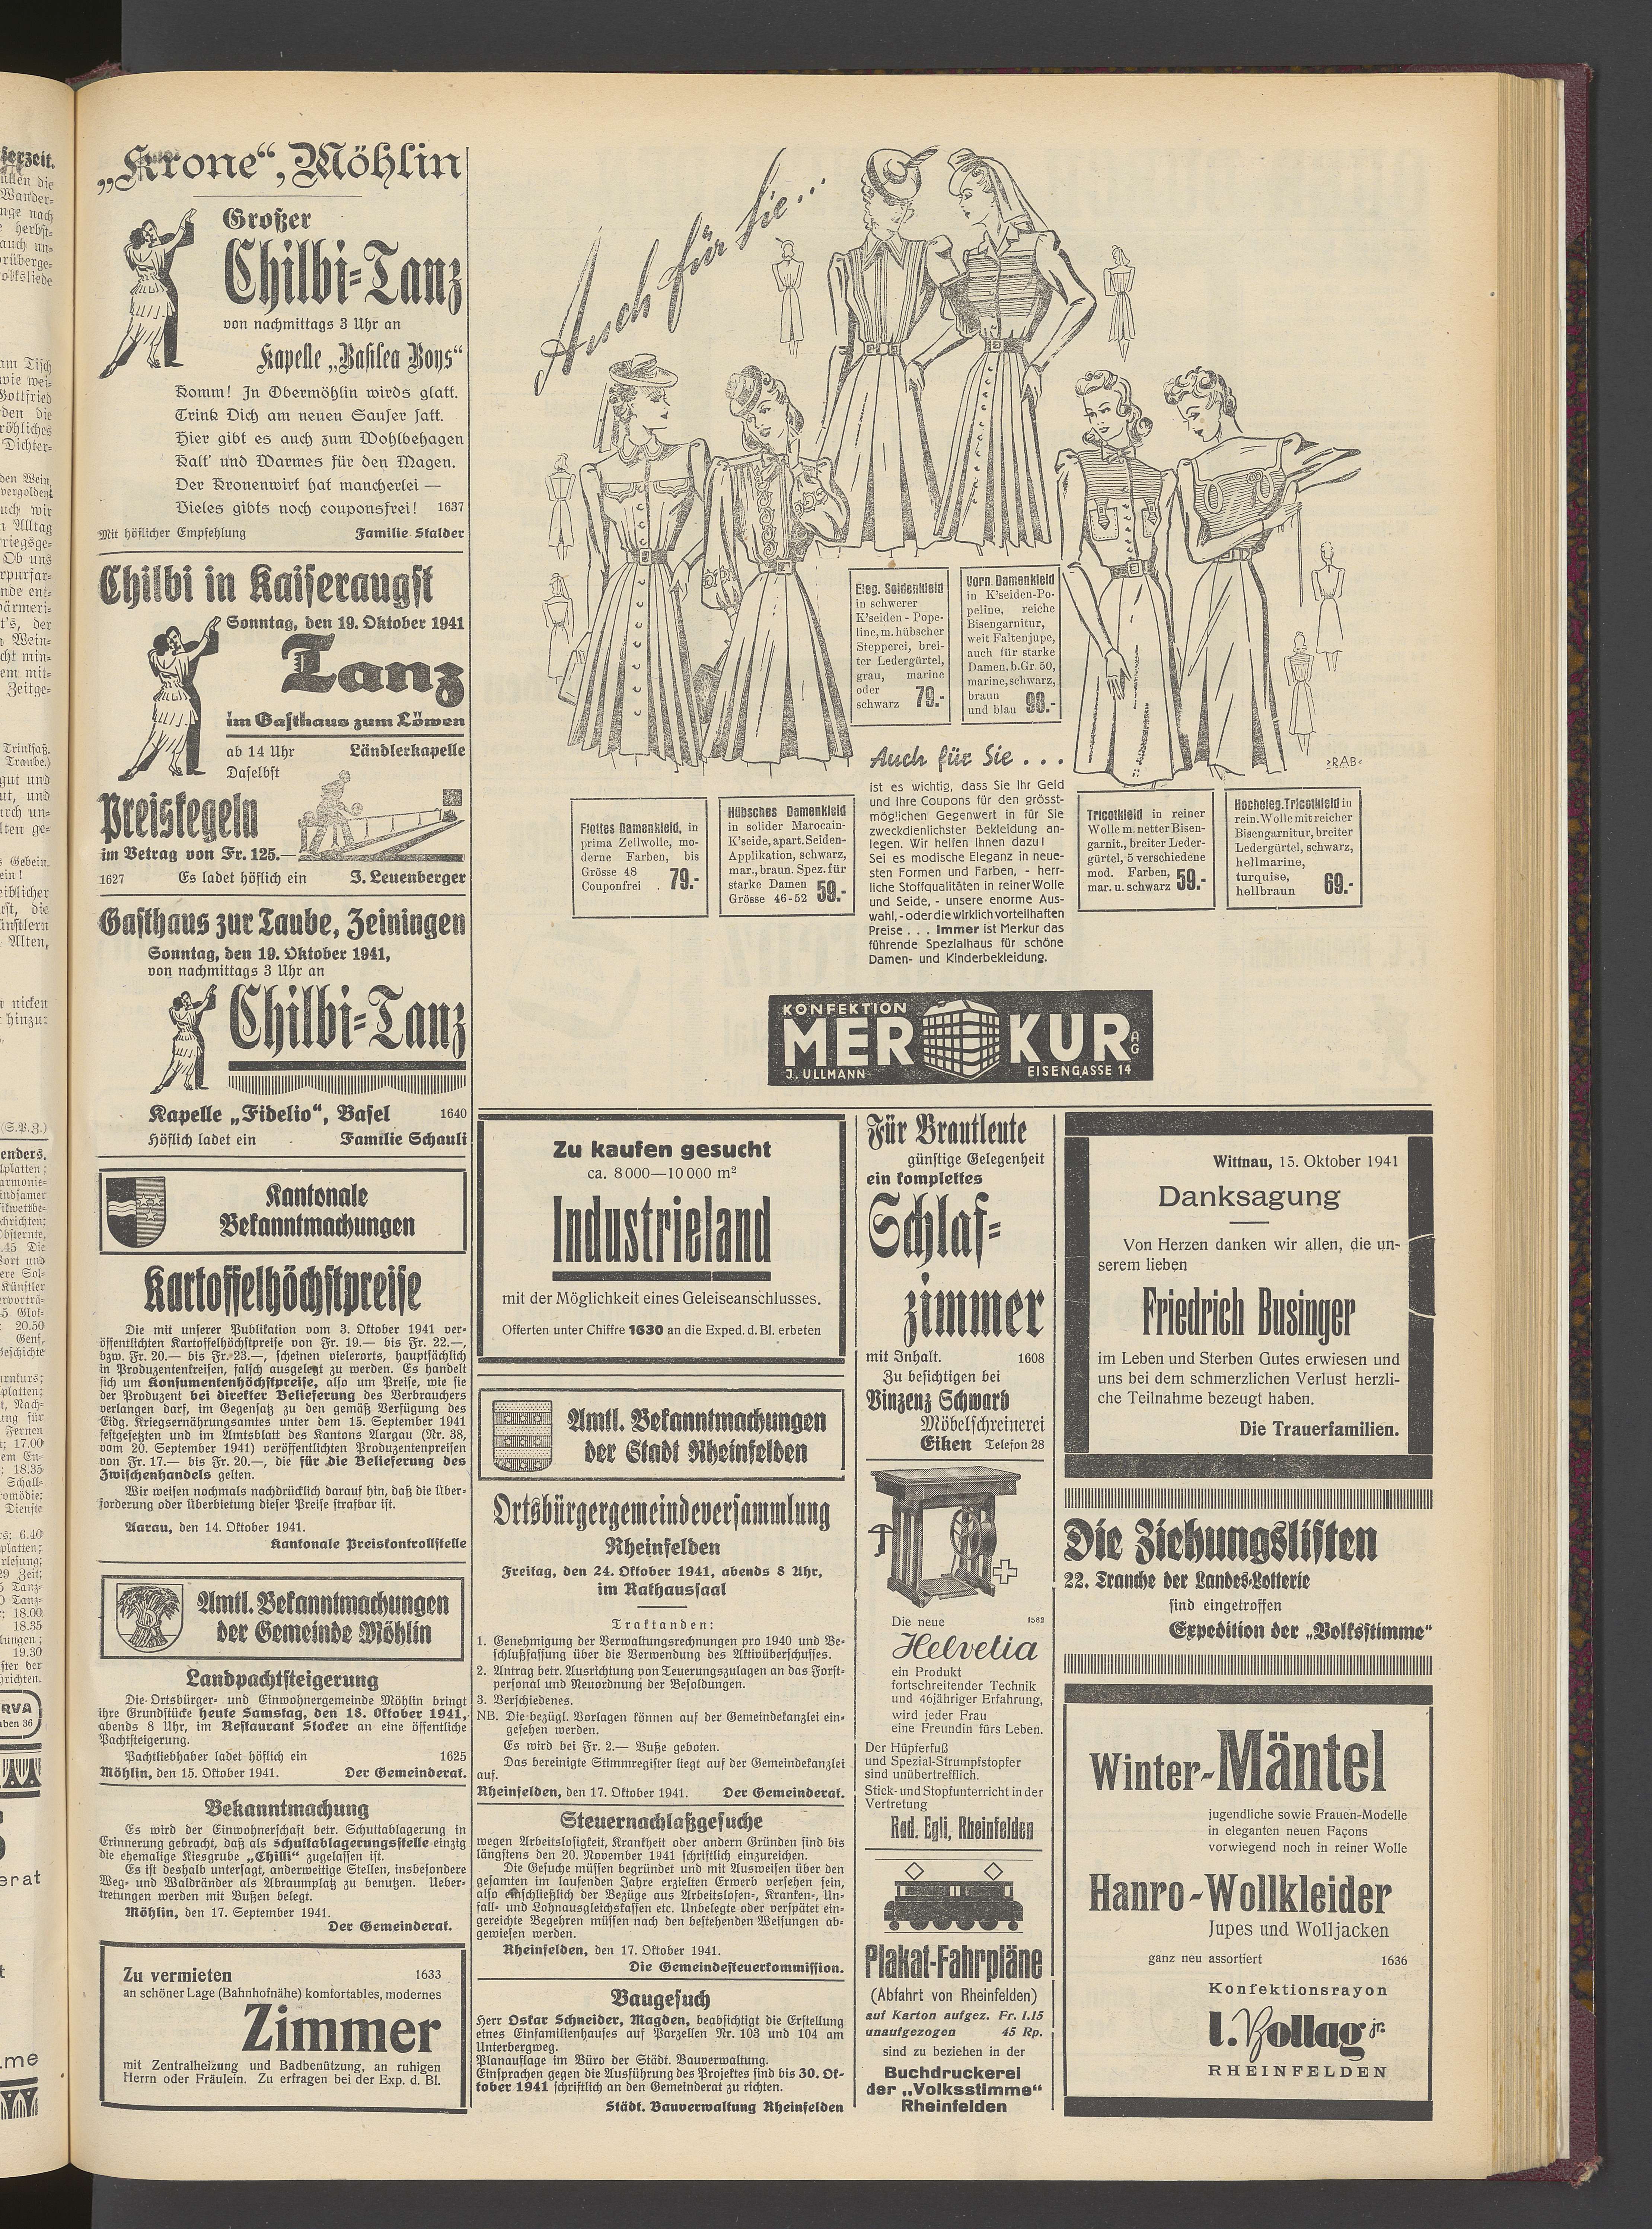 „Krone“, Möhlin
Großer
Chilbi-Tanz
von nachmittags 3 Uhr an
Kapelle „Basilea Boys“
Komm! In Obermöhlin wirds glatt.
Trink Dich am neuen Sauser satt.
Hier gibt es auch zum Wohlbehagen
Kalt' und Warmes für den Magen.
Der Kronenwirt hat mancherlei —
Vieles gibts noch couponsfrei! 1637
Mit höflicher Empfehlung Familie Stalder
Chilbi in Kaiseraugst
Sonntag, den 19. Oktober 1941
Tanz
im Gasthaus zum Löwen
ab 14 Uhr Ländlerkapelle
Daselbst
Preiskegeln
im Betrag von Fr. 125.—
1627 Es ladet höflich ein J. Leuenberger
Gasthaus zur Taube, Zeiningen
Sonntag, den 19. Oktober 1941,
von nachmittags 3 Uhr an
Chilbi-Tanz
Kapelle „Fidelio“, Basel 1640
Höflich ladet ein Familie Schauli
Kantonale
Bekanntmachungen
Kartoffelhöchstpreise
Die mit unserer Publikation vom 3. Oktober 1941 ver-
öffentlichten Kartoffelhöchstpreise von Fr. 19.— bis Fr. 22.—,
bzw. Fr. 20.— bis Fr. 23.—, scheinen vielerorts, hauptsächlich
in Produzentenkreisen, falsch ausgelegt zu werden. Es handelt
sich um Konsumentenhöchstpreise, also um Preise, wie sie
der Produzent bei direkter Belieferung des Verbrauchers
verlangen darf, im Gegensatz zu den gemäß Verfügung des
Eidg. Kriegsernährungsamtes unter dem 15. September 1941
festgesetzten und im Amtsblatt des Kantons Aargau (Nr. 38,
vom 20. September 1941) veröffentlichten Produzentenpreisen
von Fr. 17.— bis Fr. 20.—, die für die Belieferung des
Zwischenhandels gelten.
Wir weisen nochmals nachdrücklich darauf hin, daß die Über-
forderung oder Überbietung dieser Preise strafbar ist.
Aarau, den 14. Oktober 1941.
Kantonale Preiskontrollstelle
Amtl. Bekanntmachungen
der Gemeinde Möhlin
Landpachtsteigerung
Die Ortsbürger- und Einwohnergemeinde Möhlin bringt
ihre Grundstücke heute Samstag, den 18. Oktober 1941,
abends 8 Uhr, im Restaurant Stocker an eine öffentliche
Pachtsteigerung.
Pachtliebhaber ladet höflich ein 1625
Möhlin, den 15. Oktober 1941. Der Gemeinderat.
Bekanntmachung
Es wird der Einwohnerschaft betr. Schuttablagerung in
Erinnerung gebracht, daß als Schuttablagerungsstelle einzig
die ehemalige Kiesgrube „Chilli“ zugelassen ist.
Es ist deshalb untersagt, anderweitige Stellen, insbesondere
Weg- und Waldränder als Abraumplatz zu benutzen. Ueber-
tretungen werden mit Bußen belegt.
Möhlin, den 17. September 1941.
Der Gemeinderat.
Zu vermieten 1633
an schöner Lage (Bahnhofnähe) komfortables, modernes
Zimmer
mit Zentralheizung und Badbenützung, an ruhigen
Herrn oder Fräulein. Zu erfragen bei der Exp. d. Bl.
Auch für Sie...
Eleg. Seidenkleid
in schwerer
K'seiden-Pope-
line, m. hübscher
Stepperei, brei-
ter Ledergürtel,
grau, marine
oder
schwarz 79.-
Vorn. Damenkleid
in K'seiden-Po-
peline, reiche
Bisengarnitur,
weit Faltenjupe,
auch für starke
Damen. b. Gr. 50,
marine, schwarz,
braun
und blau 98.-
>RAB<
Flottes Damenkleid, in
prima Zellwolle, mo-
derne Farben, bis
Grösse 48
Couponfrei . 79.-
Hübsches Damenkleid
in solider Marocain-
K'seide, apart. Seiden-
Applikation, schwarz,
mar., braun. Spez. für
starke Damen
Grösse 46-52 59.-
Auch für Sie ...
ist es wichtig, dass Sie Ihr Geld
und Ihre Coupons für den grösst-
möglichen Gegenwert in für Sie
zweckdienlichster Bekleidung an-
legen. Wir helfen Ihnen dazu!
Sei es modische Eleganz in neue-
sten Formen und Farben, - herr-
liche Stoffqualitäten in reiner Wolle
und Seide, - unsere enorme Aus-
wahl, - oder die wirklich vorteilhaften
Preise . . . immer ist Merkur das
führende Spezialhaus für schöne
Damen- und Kinderbekleidung.
Tricotkleid in reiner
Wolle m. netter Bisen-
garnit., breiter Leder-
gürtel, 5 verschiedene
mod. Farben,
mar. u. schwarz 59.-
Hocheleg. Tricotkleid in
rein. Wolle mit reicher
Bisengarnitur, breiter
Ledergürtel, schwarz,
hellmarine,
turquise,
hellbraun 69.-
KONFEKTION
MERKUR AG
J. ULLMANN EISENGASSE 14
Zu kaufen gesucht
ca. 8000—10000 m²
Industrieland
mit der Möglichkeit eines Geleiseanschlusses.
Offerten unter Chiffre 1630 an die Exped. d. Bl. erbeten
Amtl. Bekanntmachungen
der Stadt Rheinfelden
Ortsbürgergemeindeversammlung
Rheinfelden
Freitag, den 24. Oktober 1941, abends 8 Uhr,
im Rathaussaal
Traktanden:
1. Genehmigung der Verwaltungsrechnungen pro 1940 und Be-
schlußfassung über die Verwendung des Aktivüberschusses.
2. Antrag betr. Ausrichtung von Teuerungszulagen an das Forst-
personal und Neuordnung der Besoldungen.
3. Verschiedenes.
NB. Die bezügl. Vorlagen können auf der Gemeindekanzlei ein-
gesehen werden.
Es wird bei Fr. 2.— Buße geboten.
Das bereinigte Stimmregister liegt auf der Gemeindekanzlei
auf.
Rheinfelden, den 17. Oktober 1941. Der Gemeinderat.
Steuernachlaßgesuche
wegen Arbeitslosigkeit, Krankheit oder andern Gründen sind bis
längstens den 20. November 1941 schriftlich einzureichen.
Die Gesuche müssen begründet und mit Ausweisen über den
gesamten im laufenden Jahre erzielten Erwerb versehen sein,
also einschließlich der Bezüge aus Arbeitslosen-, Kranken-, Un-
fall- und Lohnausgleichskassen etc. Unbelegte oder verspätet ein-
gereichte Begehren müssen nach den bestehenden Weisungen ab-
gewiesen werden.
Rheinfelden, den 17. Oktober 1941.
Die Gemeindesteuerkommission.
Baugesuch
Herr Oskar Schneider, Magden, beabsichtigt die Erstellung
eines Einfamilienhauses auf Parzellen Nr. 103 und 104 am
Unterbergweg.
Planauflage im Büro der Städt. Bauverwaltung.
Einsprachen gegen die Ausführung des Projektes sind bis 30. Ok-
tober 1941 schriftlich an den Gemeinderat zu richten.
Städt. Bauverwaltung Rheinfelden
Für Brautleute
günstige Gelegenheit
ein komplettes
Schlaf-
zimmer
mit Inhalt. 1608
Zu besichtigen bei
Vinzenz Schwarb
Möbelschreinerei
Eiken Telefon 28
Die neue 1582
Helvetia
ein Produkt
fortschreitender Technik
und 46jähriger Erfahrung,
wird jeder Frau
eine Freundin fürs Leben.
Der Hüpferfuß
und Spezial-Strumpfstopfer
sind unübertrefflich.
Stick- und Stopfunterricht in der
Vertretung
Rud. Egli, Rheinfelden
Plakat-Fahrpläne
(Abfahrt von Rheinfelden)
auf Karton aufgez. Fr. 1.15
unaufgezogen 45 Rp.
sind zu beziehen in der
Buchdruckerei
der „Volksstimme“
Rheinfelden
Wittnau, 15. Oktober 1941
Danksagung
Von Herzen danken wir allen, die un-
serem lieben
Friedrich Businger
im Leben und Sterben Gutes erwiesen und
uns bei dem schmerzlichen Verlust herzli-
che Teilnahme bezeugt haben.
Die Trauerfamilien.
Die Ziehungslisten
22. Tranche der Landes-Lotterie
sind eingetroffen
Expedition der „Volksstimme“
Winter-Mäntel
jugendliche sowie Frauen-Modelle
in eleganten neuen Façons
vorwiegend noch in reiner Wolle
Hanro-Wollkleider
Jupes und Wolljacken
ganz neu assortiert 1636
Konfektionsrayon
l. Bollag jr.
RHEINFELDEN